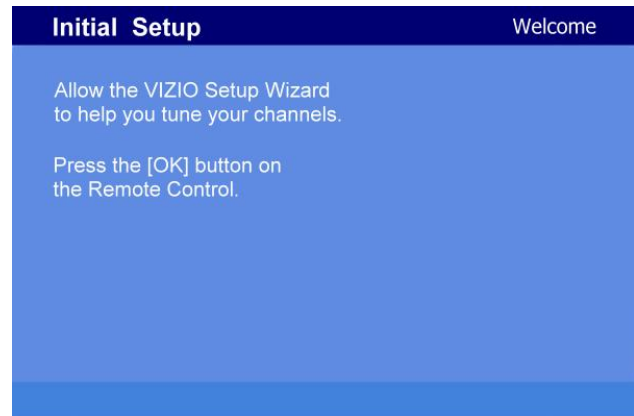 Initial Setup
Welcome
Allow the VIZIO Setup Wizard
to help you tune your channels.
Press the [OK] button on
the Remote Control.